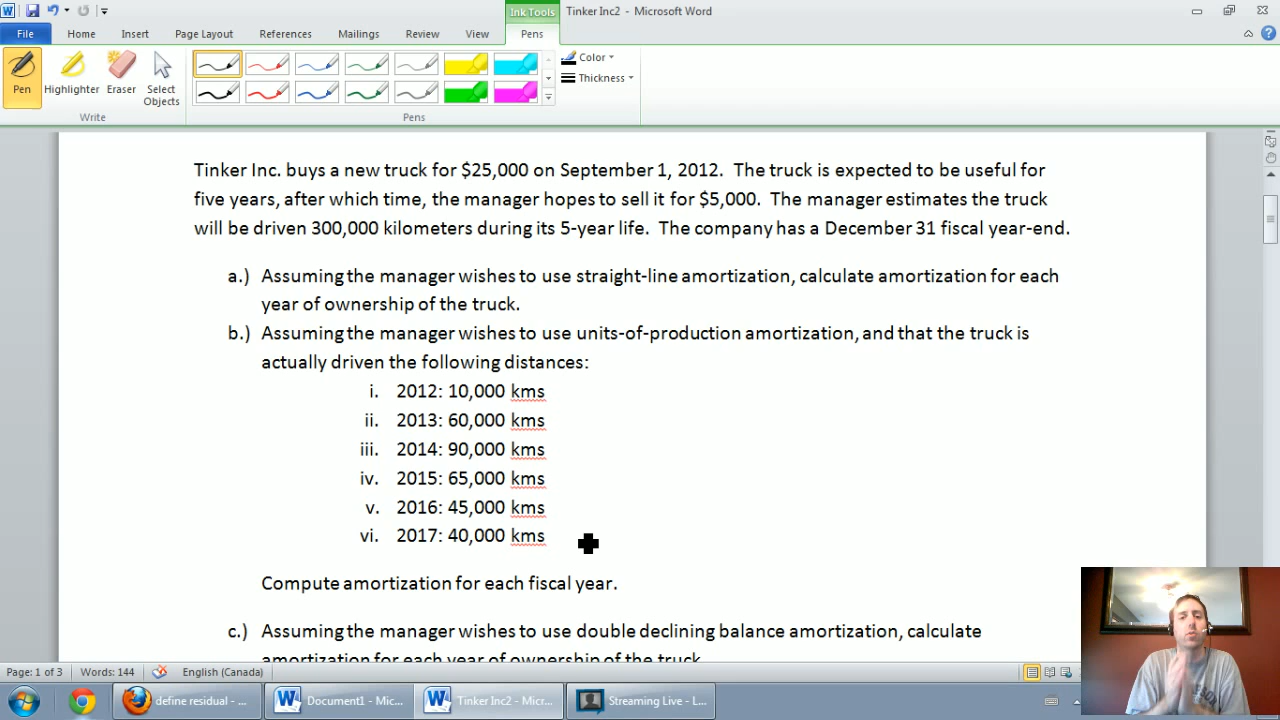 Ink Tools
Tinker Inc2 - Microsoft Word
File Home Insert Page Layout References Mailings Review View Pens
Pen Highlighter Eraser Select Objects
Color
Thickness
Write Pens
Tinker Inc. buys a new truck for $25,000 on September 1, 2012. The truck is expected to be useful for
five years, after which time, the manager hopes to sell it for $5,000. The manager estimates the truck
will be driven 300,000 kilometers during its 5-year life. The company has a December 31 fiscal year-end.
a.) Assuming the manager wishes to use straight-line amortization, calculate amortization for each
year of ownership of the truck.
b.) Assuming the manager wishes to use units-of-production amortization, and that the truck is
actually driven the following distances:
i. 2012: 10,000 kms
ii. 2013: 60,000 kms
iii. 2014: 90,000 kms
iv. 2015: 65,000 kms
v. 2016: 45,000 kms
vi. 2017: 40,000 kms
Compute amortization for each fiscal year.
c.) Assuming the manager wishes to use double declining balance amortization, calculate
amortization for each year of ownership of the truck.
Page: 1 of 3 Words: 144 English (Canada)
define residual - ... Document1 - Mic... Tinker Inc2 - Micr... Streaming Live - L...